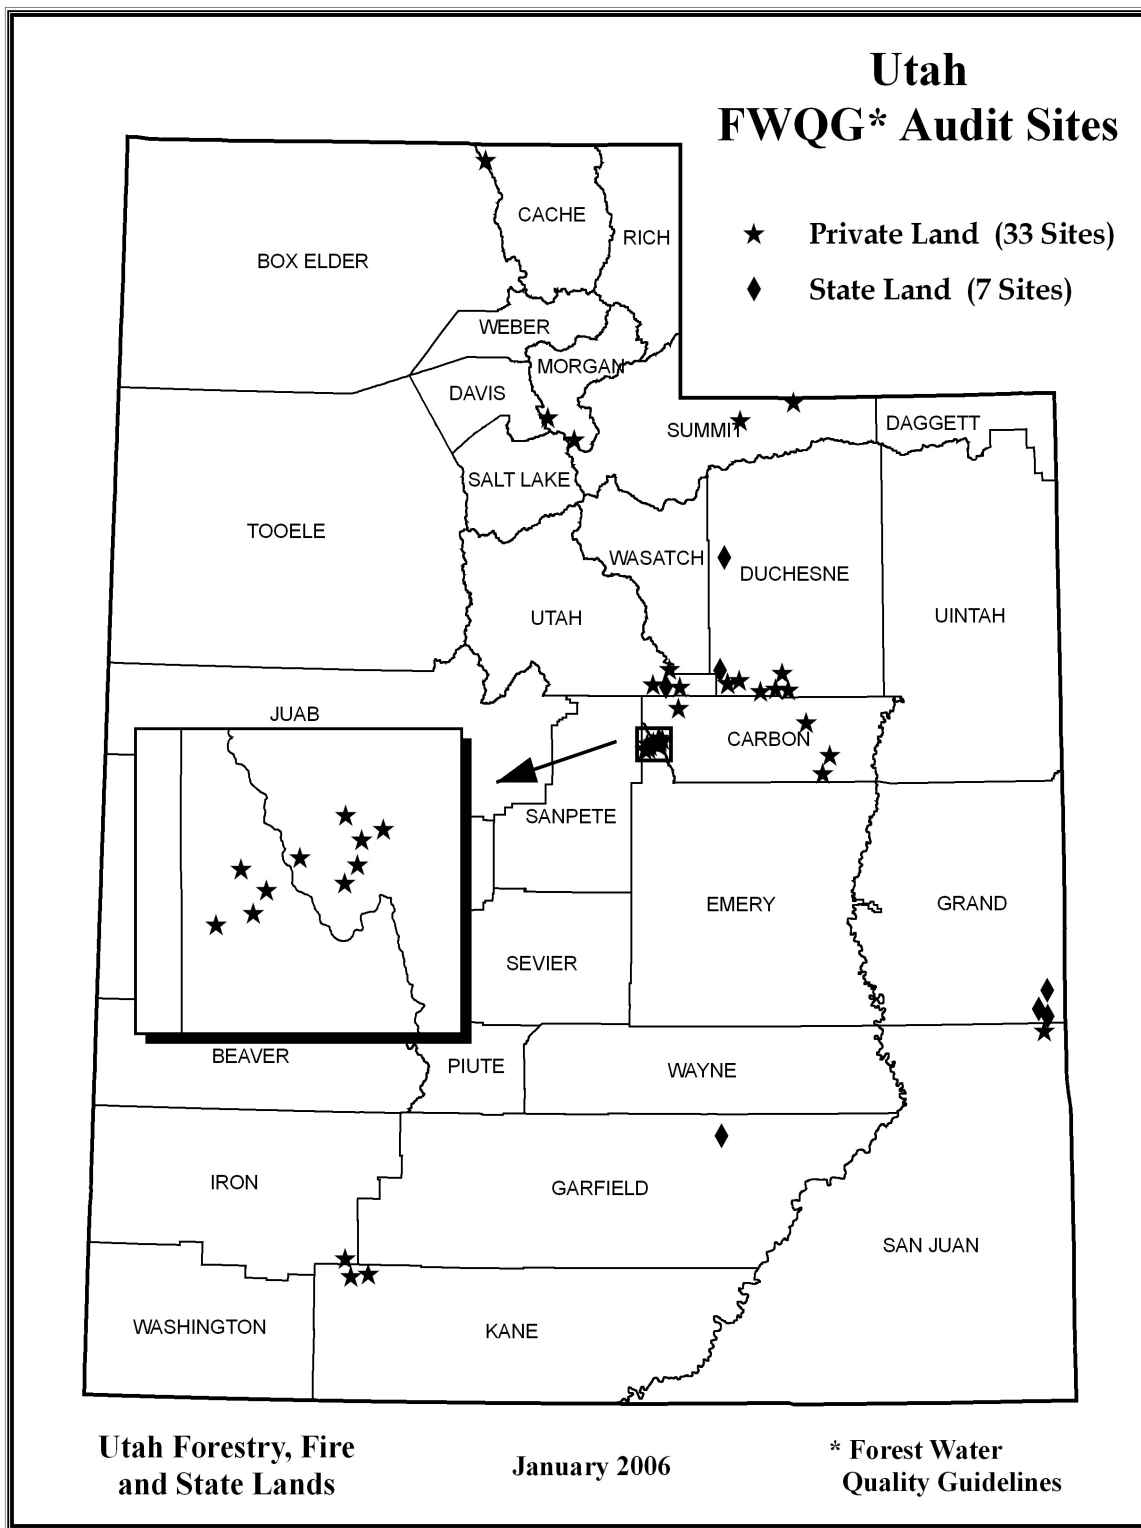 Utah
FWQG* Audit Sites
Private Land (33 Sites)
State Land (7 Sites)
CACHE
RICH
BOX ELDER
WEBER
MORGAN
DAVIS
SUMMIT
DAGGETT
SALT LAKE
TOOELE
WASATCH
DUCHESNE
UTAH
UINTAH
JUAB
CARBON
SANPETE
EMERY
GRAND
SEVIER
BEAVER
PIUTE
WAYNE
IRON
GARFIELD
SAN JUAN
WASHINGTON
KANE
Utah Forestry, Fire
and State Lands
January 2006
* Forest Water
Quality Guidelines